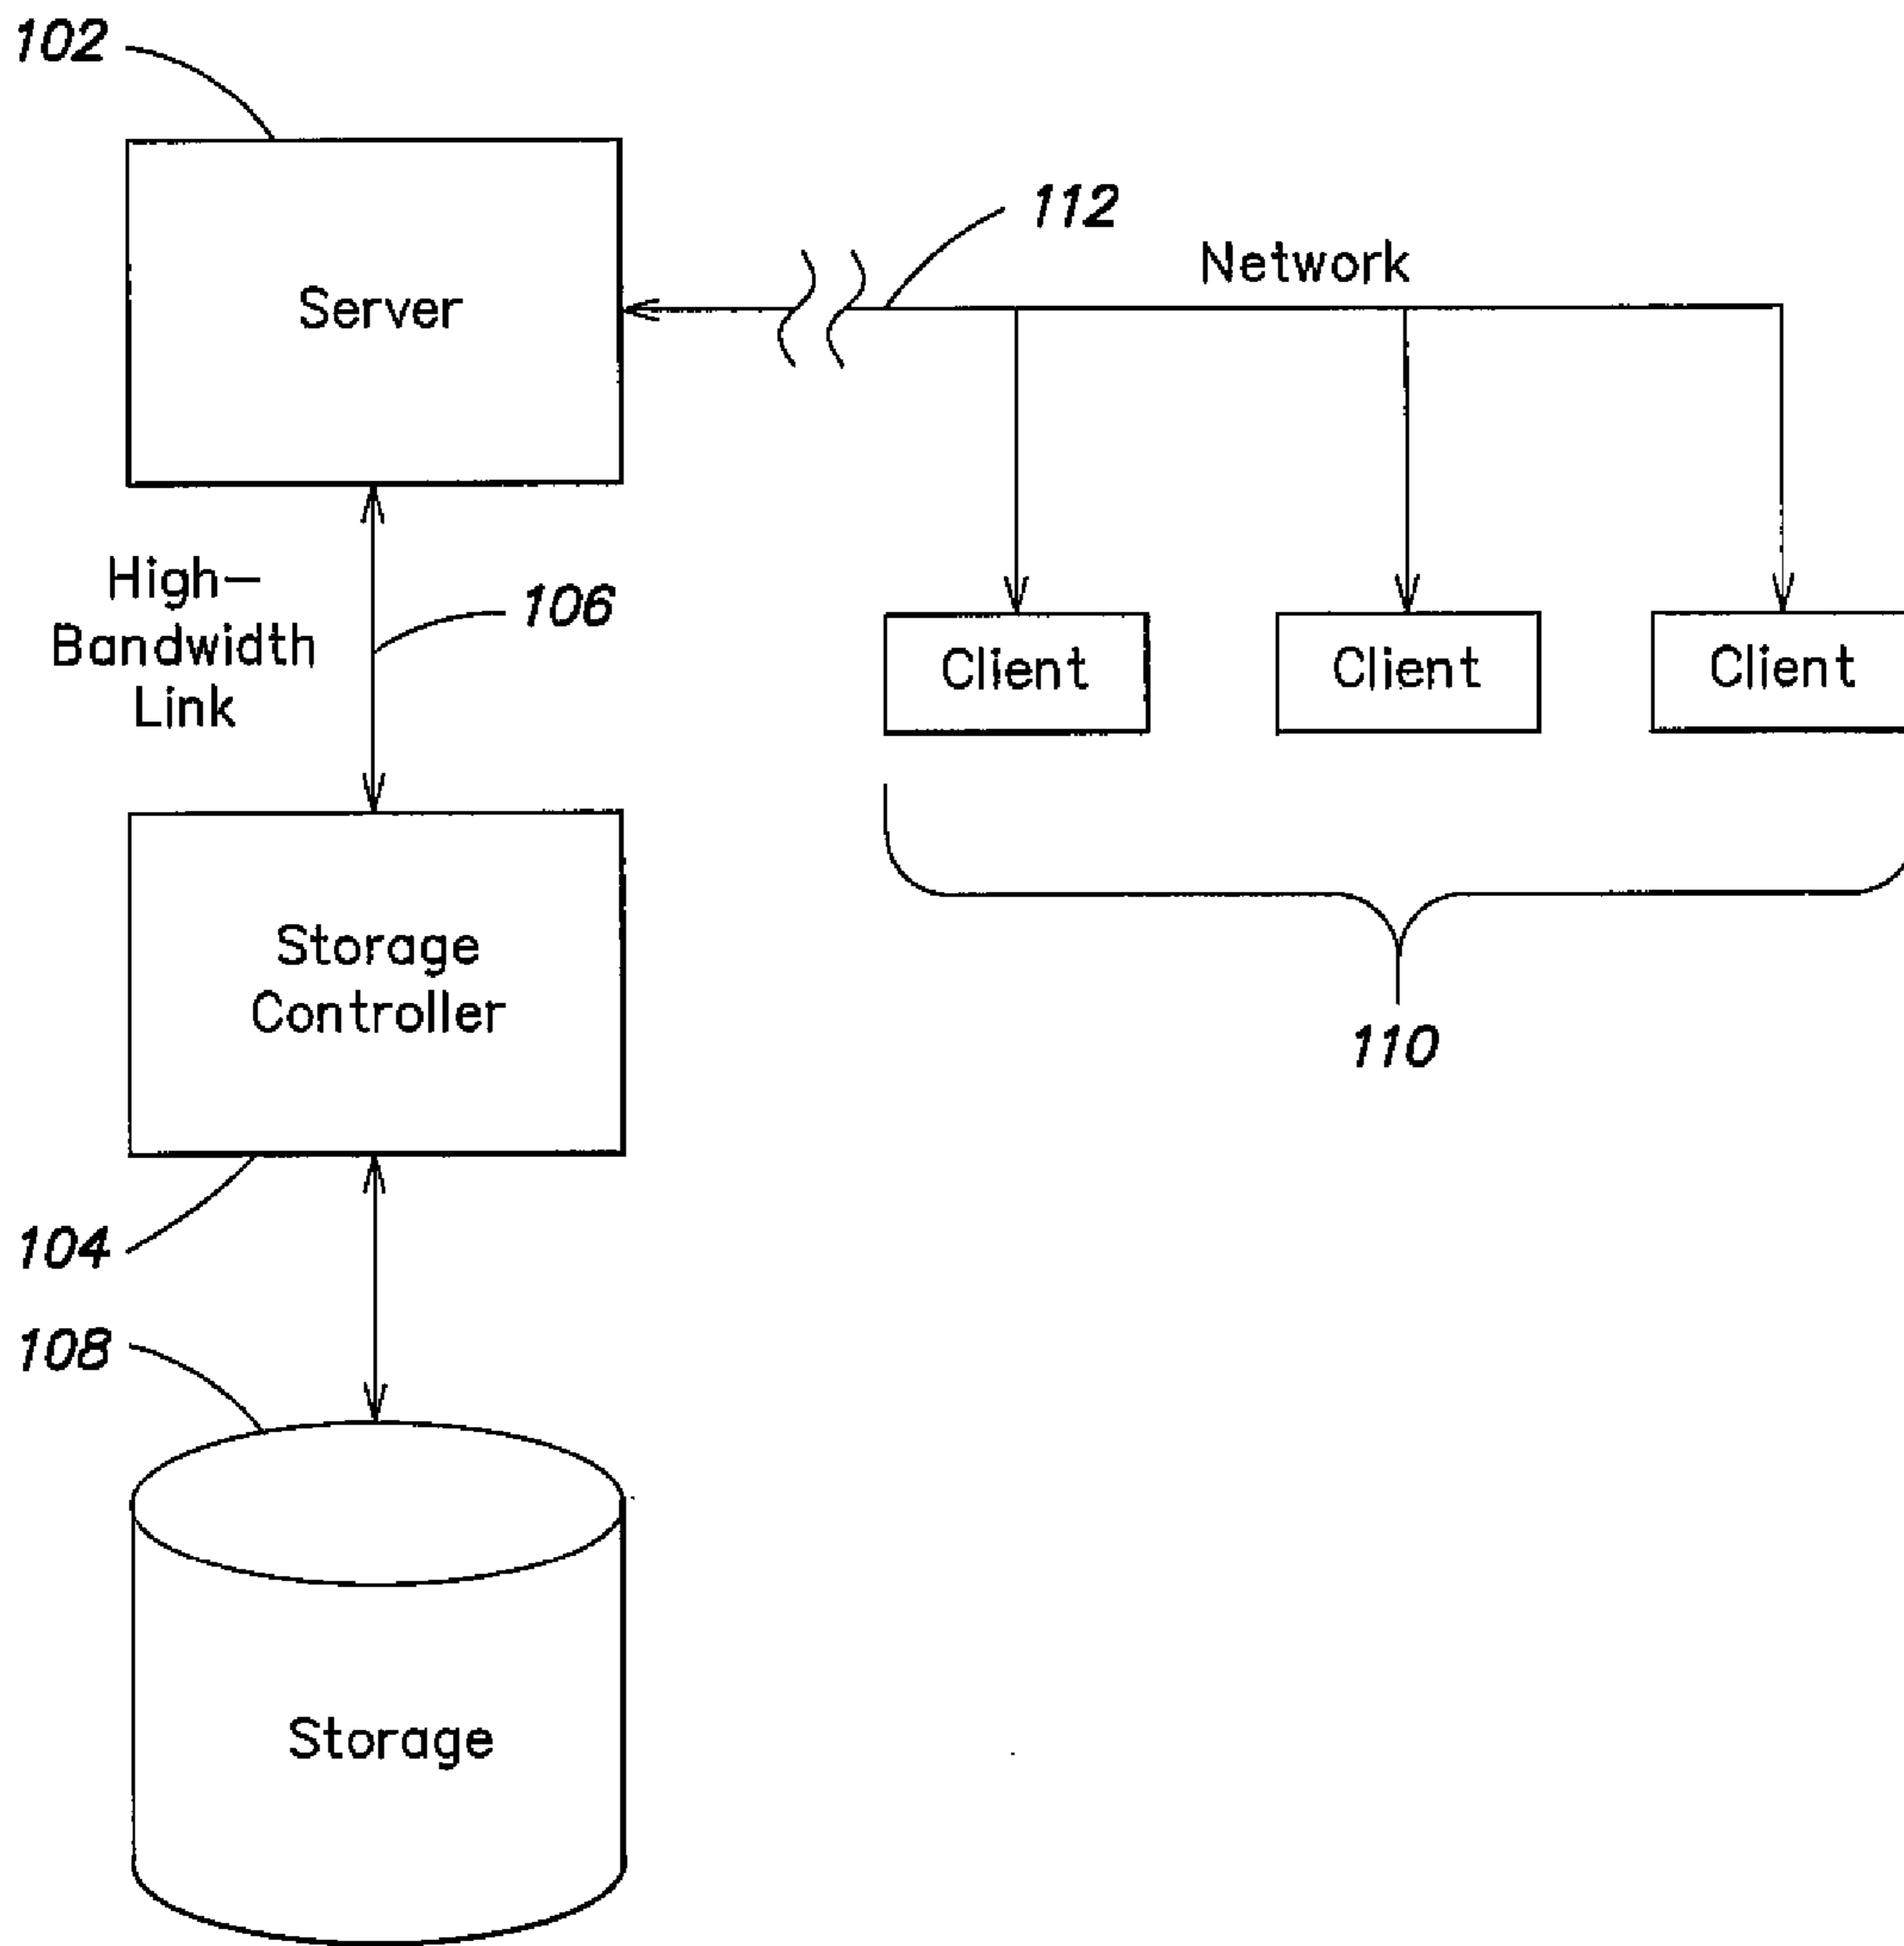 102
112
Network
Server
High-
Bandwidth
Link
106
Client
Client
Client
Storage
Controller
110
104
108
Storage